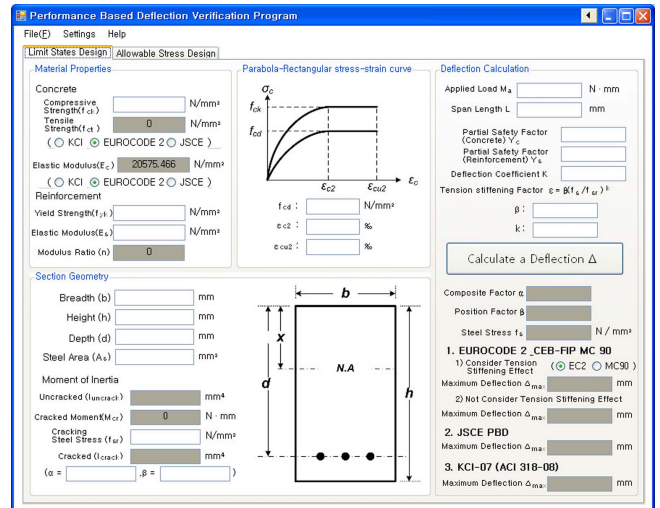 Performance Based Deflection Verification Program
File(F) Settings Help
Limit States Design Allowable Stress Design
Material Properties
Concrete
Compressive
Strength(fck) N/mm²
Tensile
Strength(fct) 0 N/mm²
( KCI EUROCODE 2 JSCE )
Elastic Modulus(Ec) 20575.466 N/mm²
( KCI EUROCODE 2 JSCE )
Reinforcement
Yield Strength(fyk) N/mm²
Elastic Modulus(Es) N/mm²
Modulus Ratio (n) 0
Parabola-Rectangular stress-strain curve
σc
fck
fcd
εc2 εcu2 εc
fcd : N/mm²
εc2 : ‰
εcu2 : ‰
Section Geometry
Breadth (b) mm
Height (h) mm
Depth (d) mm
Steel Area (As) mm²
Moment of Inertia
Uncracked (Iuncrack) mm⁴
Cracked Moment(Mcr) 0 N · mm
Cracking
Steel Stress (fsr) N/mm²
Cracked (Icrack) mm⁴
(α = ,β = )
b
x
N.A
d
h
Deflection Calculation
Applied Load Ma N · mm
Span Length L mm
Partial Safety Factor
(Concrete) γc
Partial Safety Factor
(Reinforcement) γs
Deflection Coefficient K
Tension stiffening Factor ε = β(fs/fsr)k
β :
k :
Calculate a Deflection Δ
Composite Factor α
Position Factor β
Steel Stress fs N / mm²
1. EUROCODE 2 _CEB-FIP MC 90
1) Consider Tension
Stiffening Effect ( EC2 MC90 )
Maximum Deflection Δmax mm
2) Not Consider Tension Stiffening Effect
Maximum Deflection Δmax mm
2. JSCE PBD
Maximum Deflection Δmax mm
3. KCI-07 (ACI 318-08)
Maximum Deflection Δmax mm